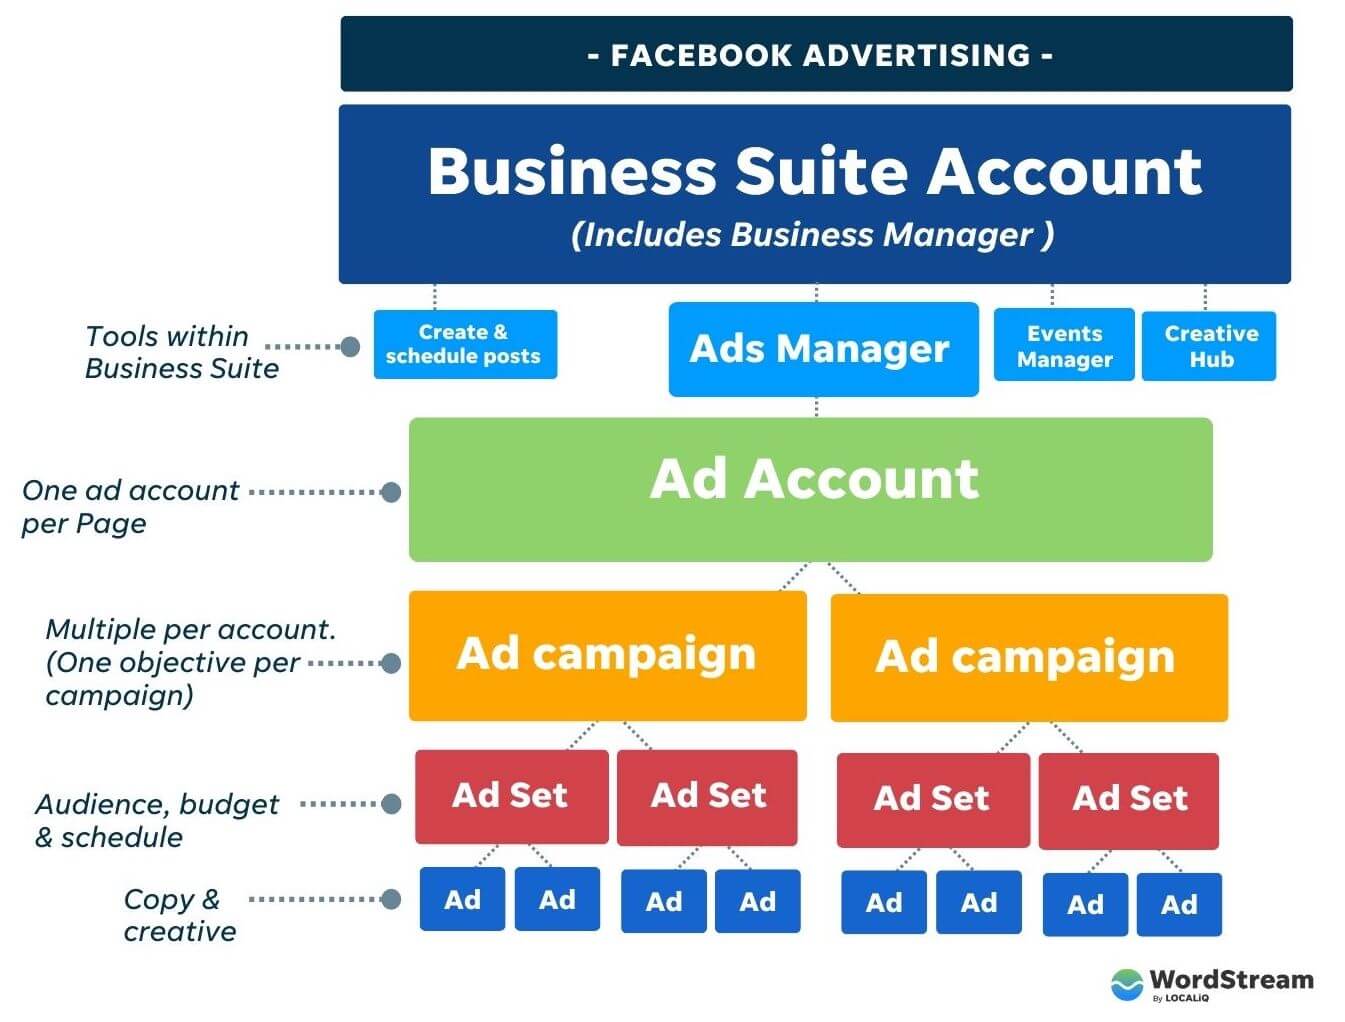 - FACEBOOK ADVERTISING -
Business Suite Account
(Includes Business Manager )
Tools within
Business Suite
Create &
schedule posts
Ads Manager
Events
Manager
Creative
Hub
One ad account
per Page
Ad Account
Multiple per account.
(One objective per
campaign)
Ad campaign
Ad campaign
Audience, budget
& schedule
Ad Set
Ad Set
Ad Set
Ad Set
Copy &
creative
Ad
Ad
Ad
Ad
Ad
Ad
Ad
Ad
WordStream
By LOCALiQ